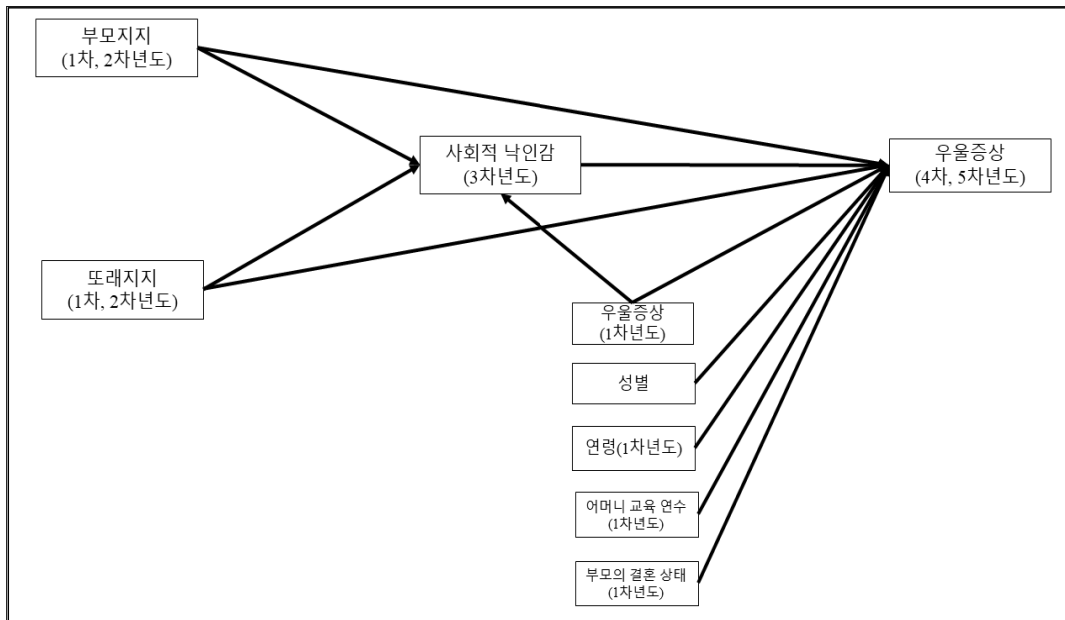 부모지지
(1차, 2차년도)
사회적 낙인감
(3차년도)
우울증상
(4차, 5차년도)
또래지지
(1차, 2차년도)
우울증상
(1차년도)
성별
연령(1차년도)
어머니 교육 연수
(1차년도)
부모의 결혼 상태
(1차년도)